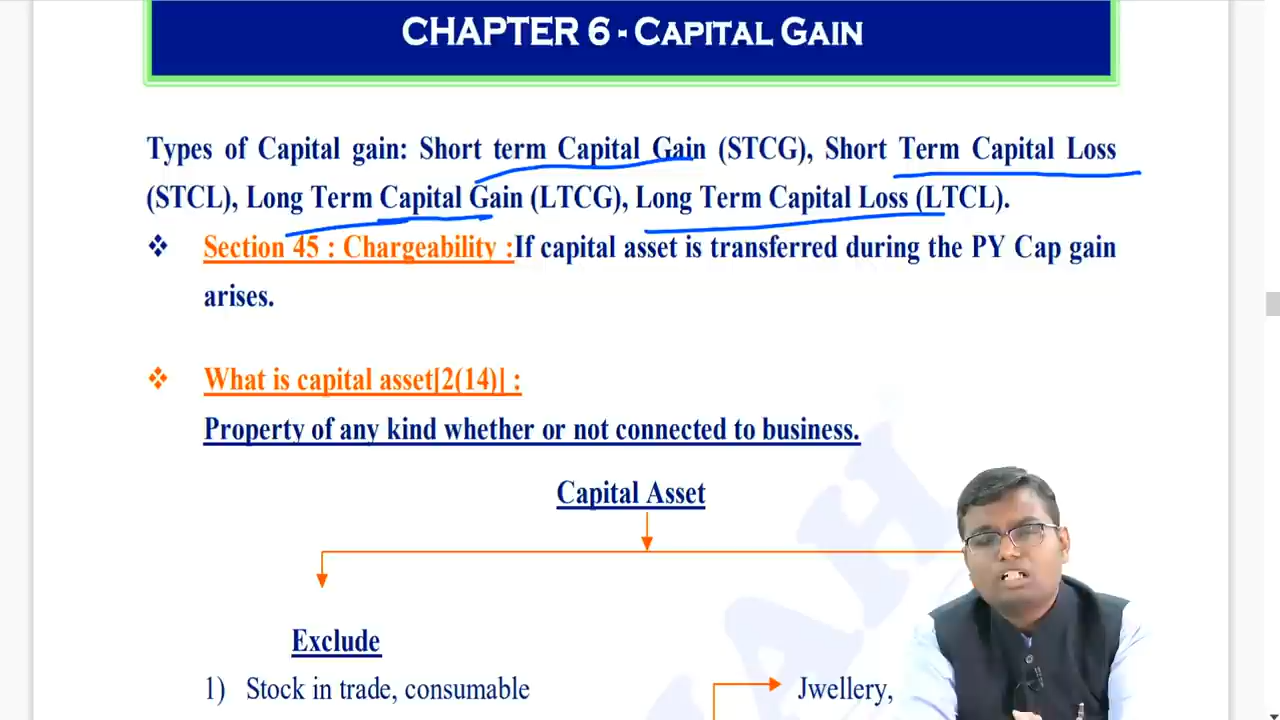 CHAPTER 6 - CAPITAL GAIN
Types of Capital gain: Short term Capital Gain (STCG), Short Term Capital Loss
(STCL), Long Term Capital Gain (LTCG), Long Term Capital Loss (LTCL).
❖ Section 45 : Chargeability :If capital asset is transferred during the PY Cap gain
arises.
❖ What is capital asset[2(14)] :
Property of any kind whether or not connected to business.
Capital Asset
Exclude
1) Stock in trade, consumable
Jwellery,